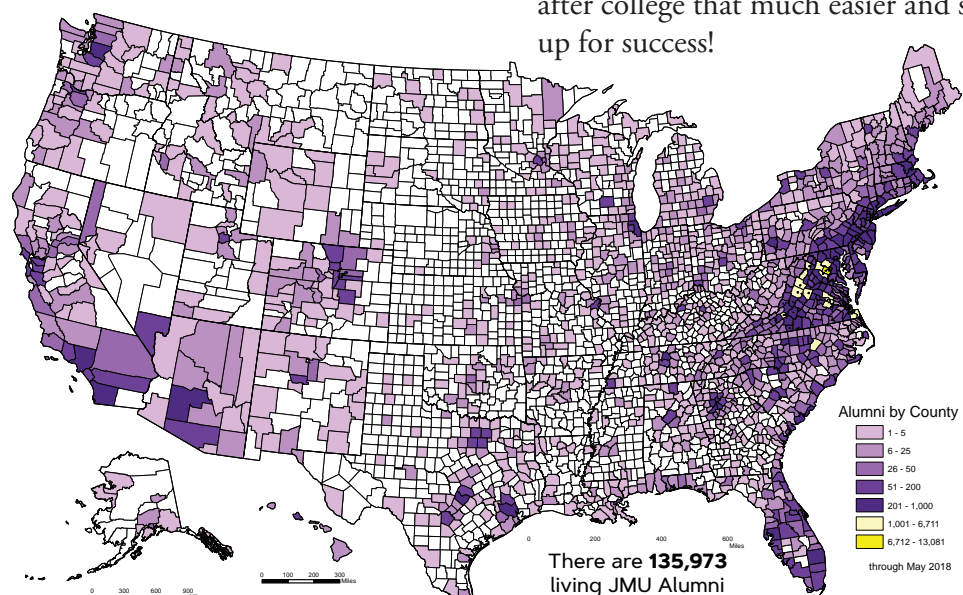 after college that much easier and s
up for success!
Alumni by County
1 - 5
6 - 25
26 - 50
51 - 200
201 - 1,000
1,001 - 6,711
6,712 - 13,081
through May 2018
0 200 400 600
Miles
There are 135,973
living JMU Alumni
0 100 200 300
Miles
0 300 600 900